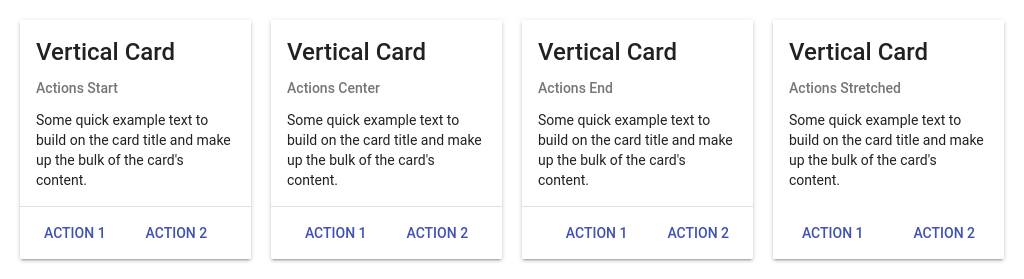 Vertical Card
Actions Start
Some quick example text to
build on the card title and make
up the bulk of the card's
content.
ACTION 1 ACTION 2
Vertical Card
Actions Center
Some quick example text to
build on the card title and make
up the bulk of the card's
content.
ACTION 1 ACTION 2
Vertical Card
Actions End
Some quick example text to
build on the card title and make
up the bulk of the card's
content.
ACTION 1 ACTION 2
Vertical Card
Actions Stretched
Some quick example text to
build on the card title and make
up the bulk of the card's
content.
ACTION 1 ACTION 2